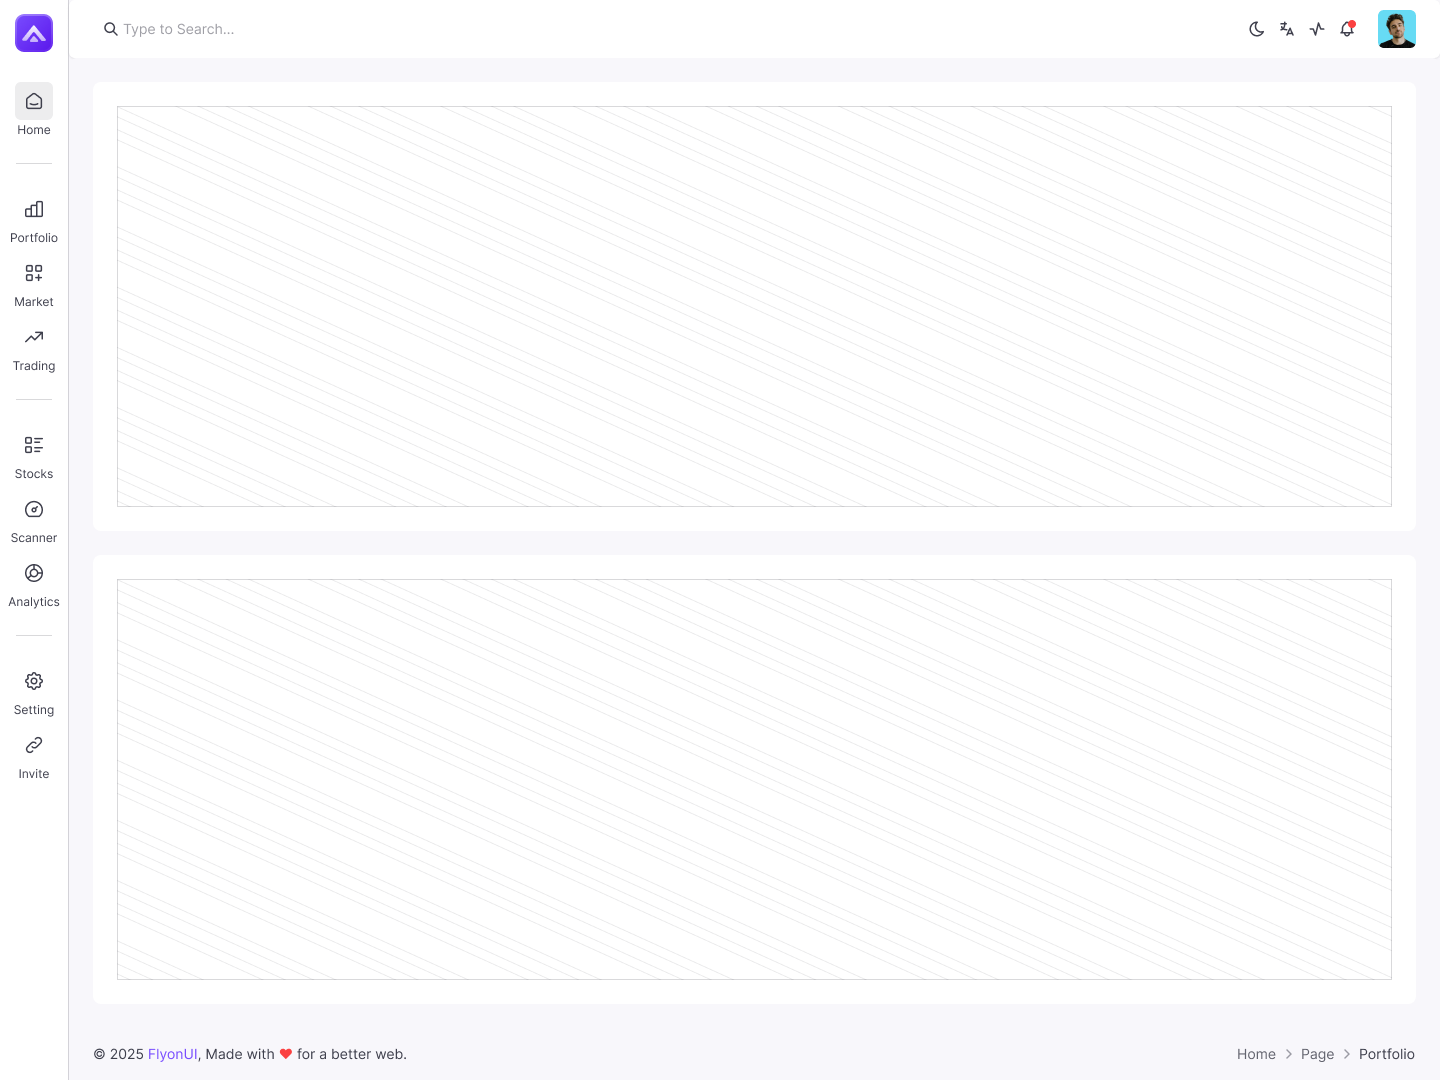 Type to Search...
Home
Portfolio
Market
Trading
Stocks
Scanner
Analytics
Setting
Invite
© 2025 FlyonUI, Made with ❤ for a better web.
Home > Page > Portfolio